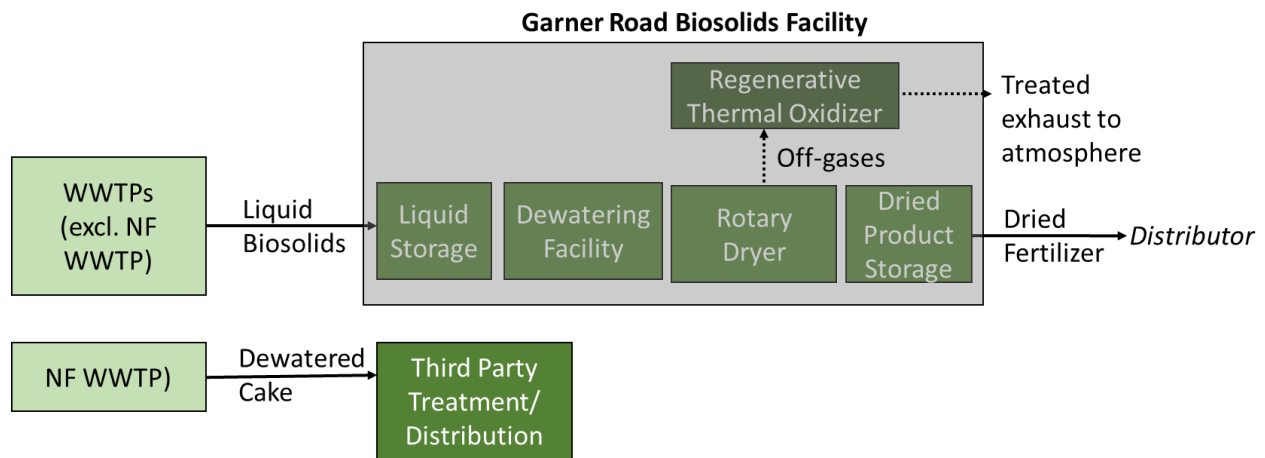 Garner Road Biosolids Facility
Regenerative
Thermal Oxidizer
Treated
exhaust to
atmosphere
Off-gases
WWTPs
(excl. NF
WWTP)
Liquid
Biosolids
Liquid
Storage
Dewatering
Facility
Rotary
Dryer
Dried
Product
Storage
Dried
Fertilizer
Distributor
NF WWTP)
Dewatered
Cake
Third Party
Treatment/
Distribution